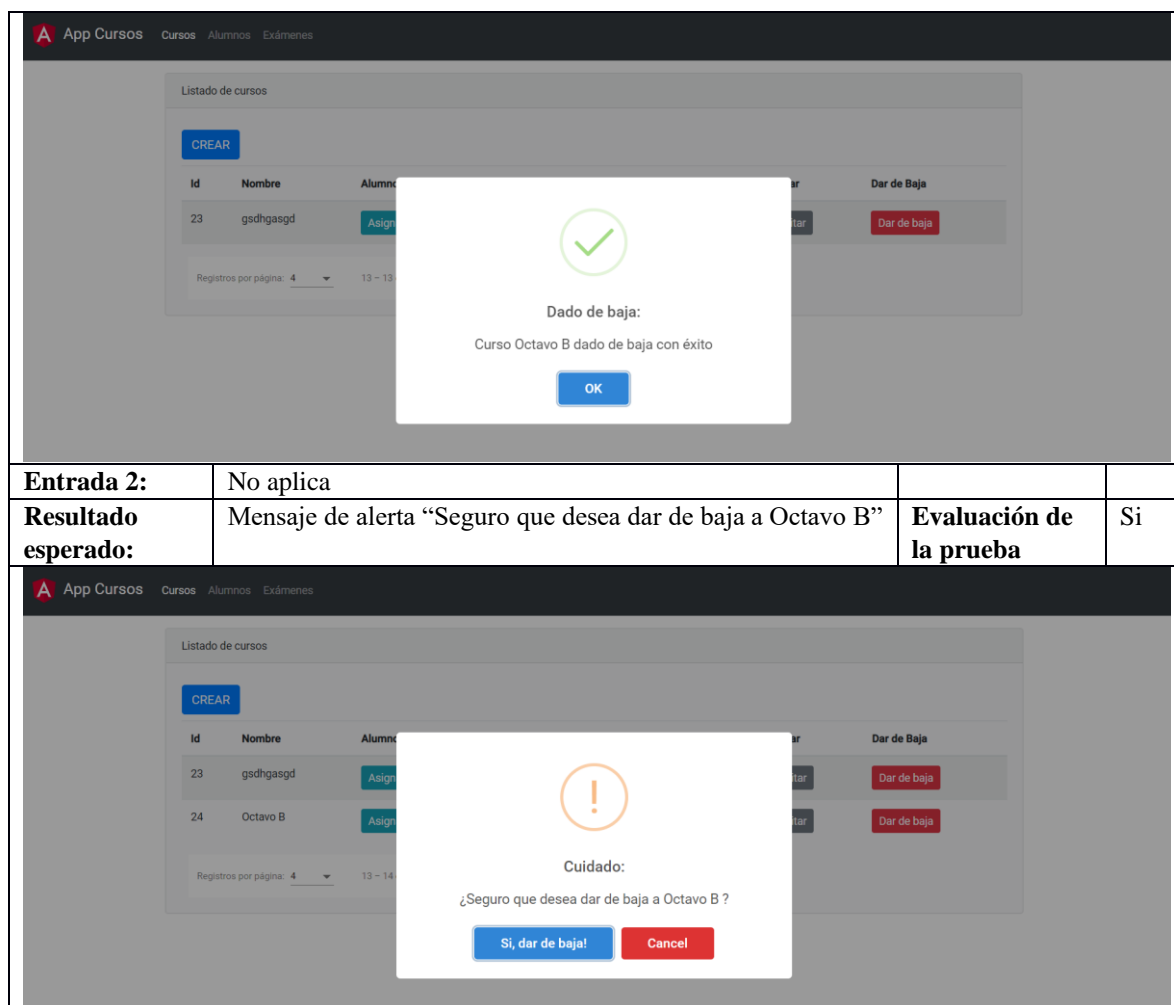 App Cursos Cursos Alumnos Exámenes
Listado de cursos
CREAR
Id Nombre Dar de Baja
23 gsdhgasgd Dar de baja
Registros por página: 4 13 – 13
Dado de baja:
Curso Octavo B dado de baja con éxito
OK
Entrada 2: No aplica
Resultado esperado: Mensaje de alerta “Seguro que desea dar de baja a Octavo B” Evaluación de la prueba Si
App Cursos Cursos Alumnos Exámenes
Listado de cursos
CREAR
Id Nombre Dar de Baja
23 gsdhgasgd Dar de baja
24 Octavo B Dar de baja
Registros por página: 4 13 – 14
Cuidado:
¿Seguro que desea dar de baja a Octavo B ?
Si, dar de baja! Cancel